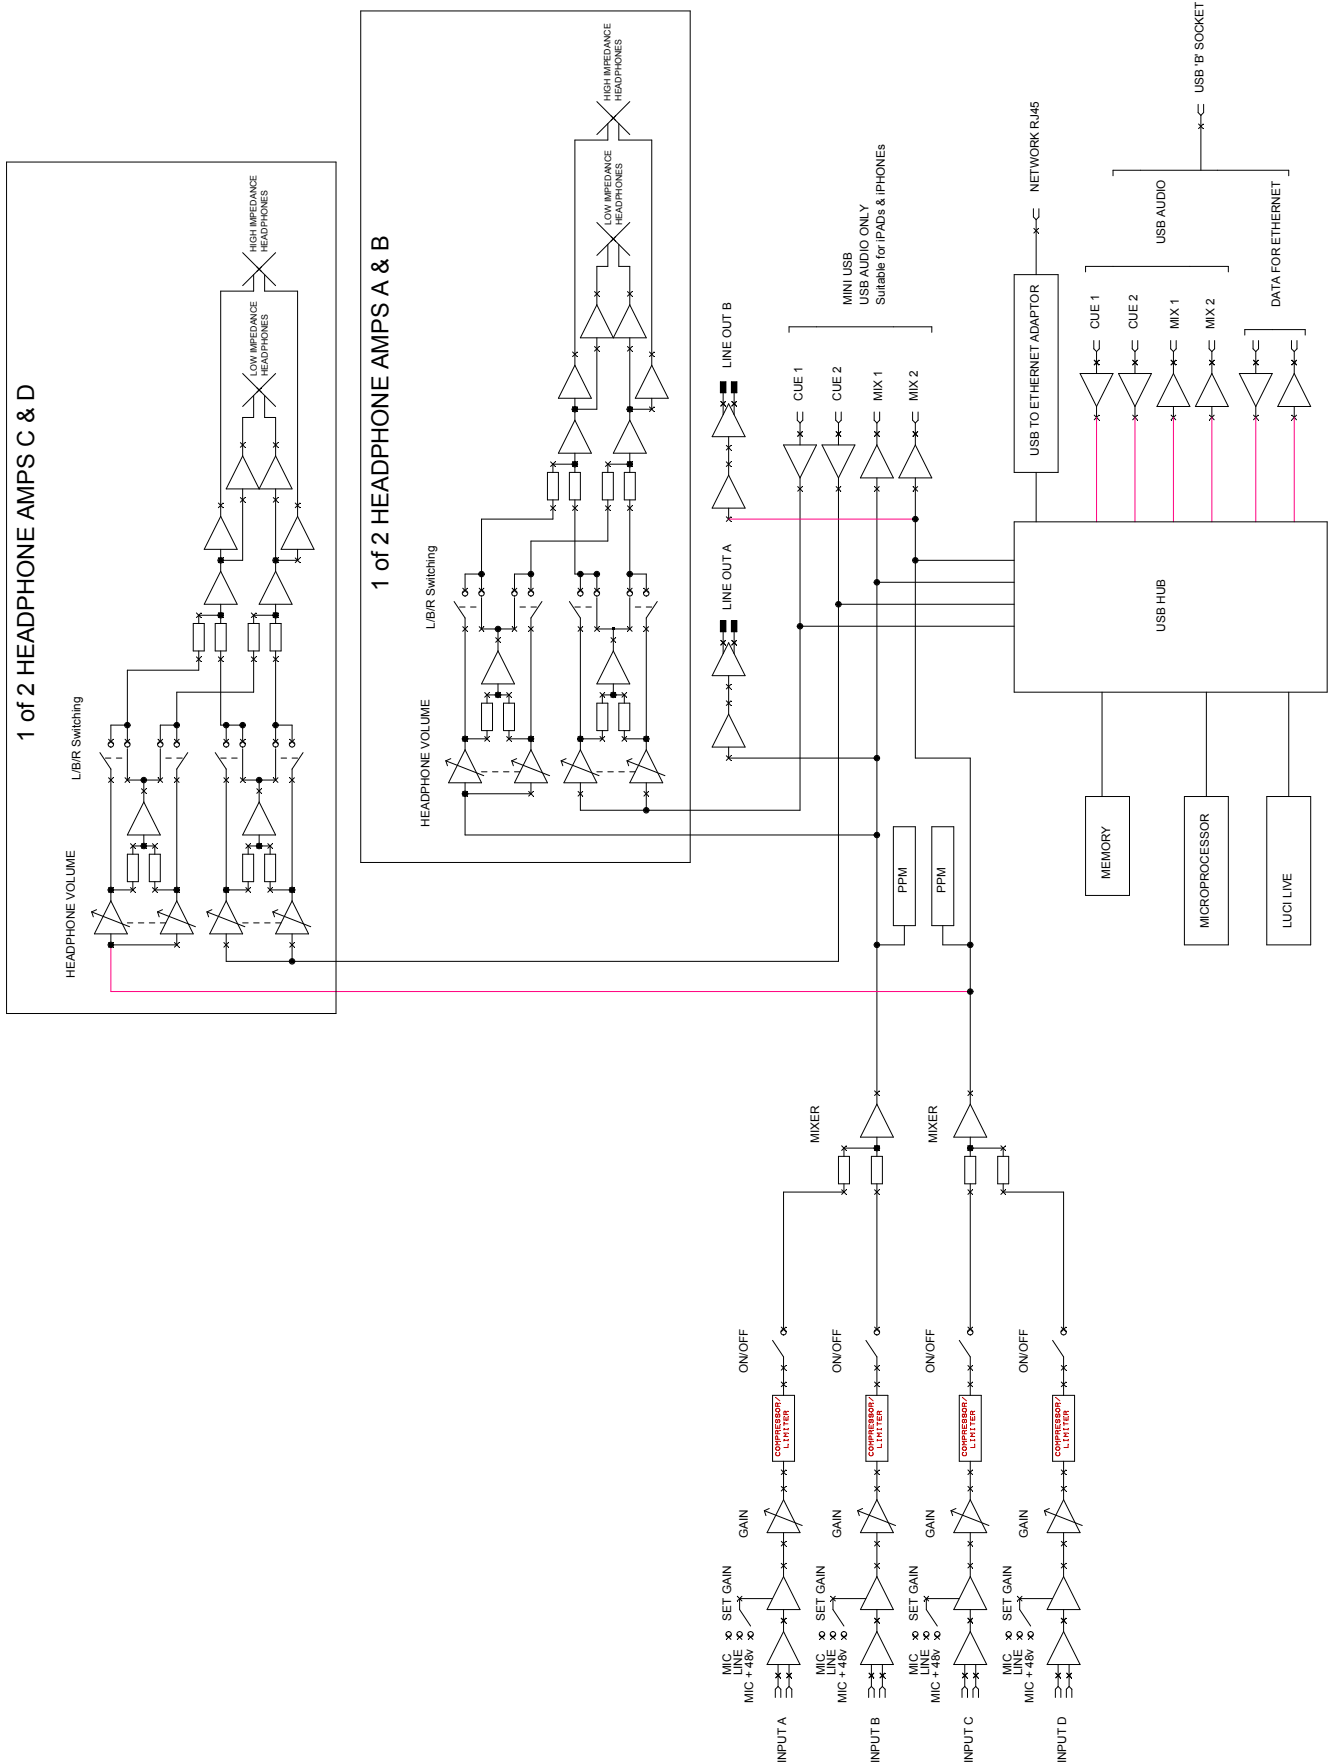 1 of 2 HEADPHONE AMPS C & D
HEADPHONE VOLUME
L/B/R Switching
LOW IMPEDANCE
HEADPHONES
HIGH IMPEDANCE
HEADPHONES
1 of 2 HEADPHONE AMPS A & B
HEADPHONE VOLUME
L/B/R Switching
LOW IMPEDANCE
HEADPHONES
HIGH IMPEDANCE
HEADPHONES
LINE OUT A
LINE OUT B
CUE 1
CUE 2
MIX 1
MIX 2
MINI USB
USB AUDIO ONLY
Suitable for iPADs & iPHONEs
PPM
PPM
USB TO ETHERNET ADAPTOR
NETWORK RJ45
CUE 1
CUE 2
MIX 1
MIX 2
USB AUDIO
DATA FOR ETHERNET
USB 'B' SOCKET
USB HUB
MEMORY
MICROPROCESSOR
LUCI LIVE
MIXER
MIXER
INPUT A
MIC
LINE
MIC + 48v
SET GAIN
GAIN
COMPRESSOR/
LIMITER
ON/OFF
INPUT B
MIC
LINE
MIC + 48v
SET GAIN
GAIN
COMPRESSOR/
LIMITER
ON/OFF
INPUT C
MIC
LINE
MIC + 48v
SET GAIN
GAIN
COMPRESSOR/
LIMITER
ON/OFF
INPUT D
MIC
LINE
MIC + 48v
SET GAIN
GAIN
COMPRESSOR/
LIMITER
ON/OFF